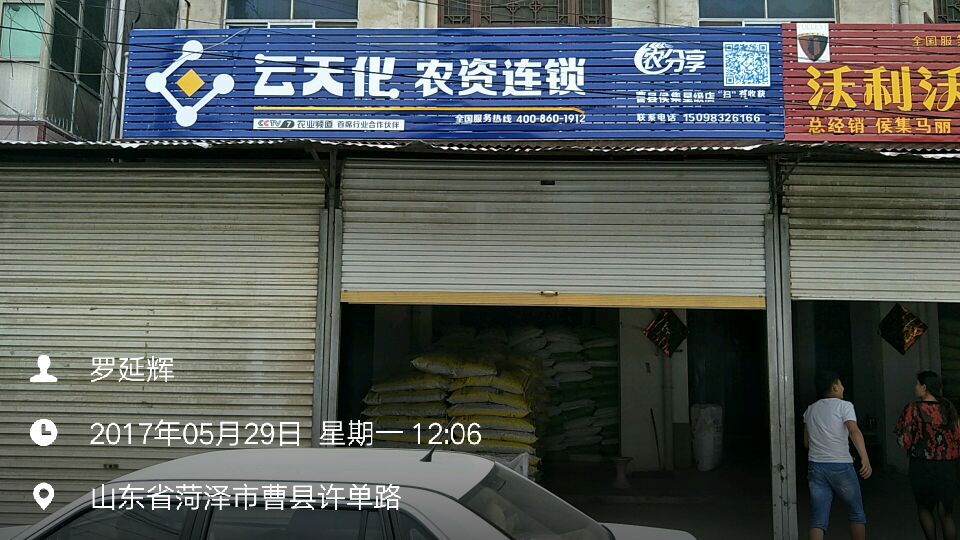 云天化 农资连锁
农分享
曹县侯集星级店 "扫"有收获
CCTV 7 农业频道 首席行业合作伙伴
全国服务热线 400-860-1912
联系电话 15098326166
全国服务
沃利沃
总经销 侯集马丽
罗延辉
2017年05月29日 星期一 12:06
山东省菏泽市曹县许单路